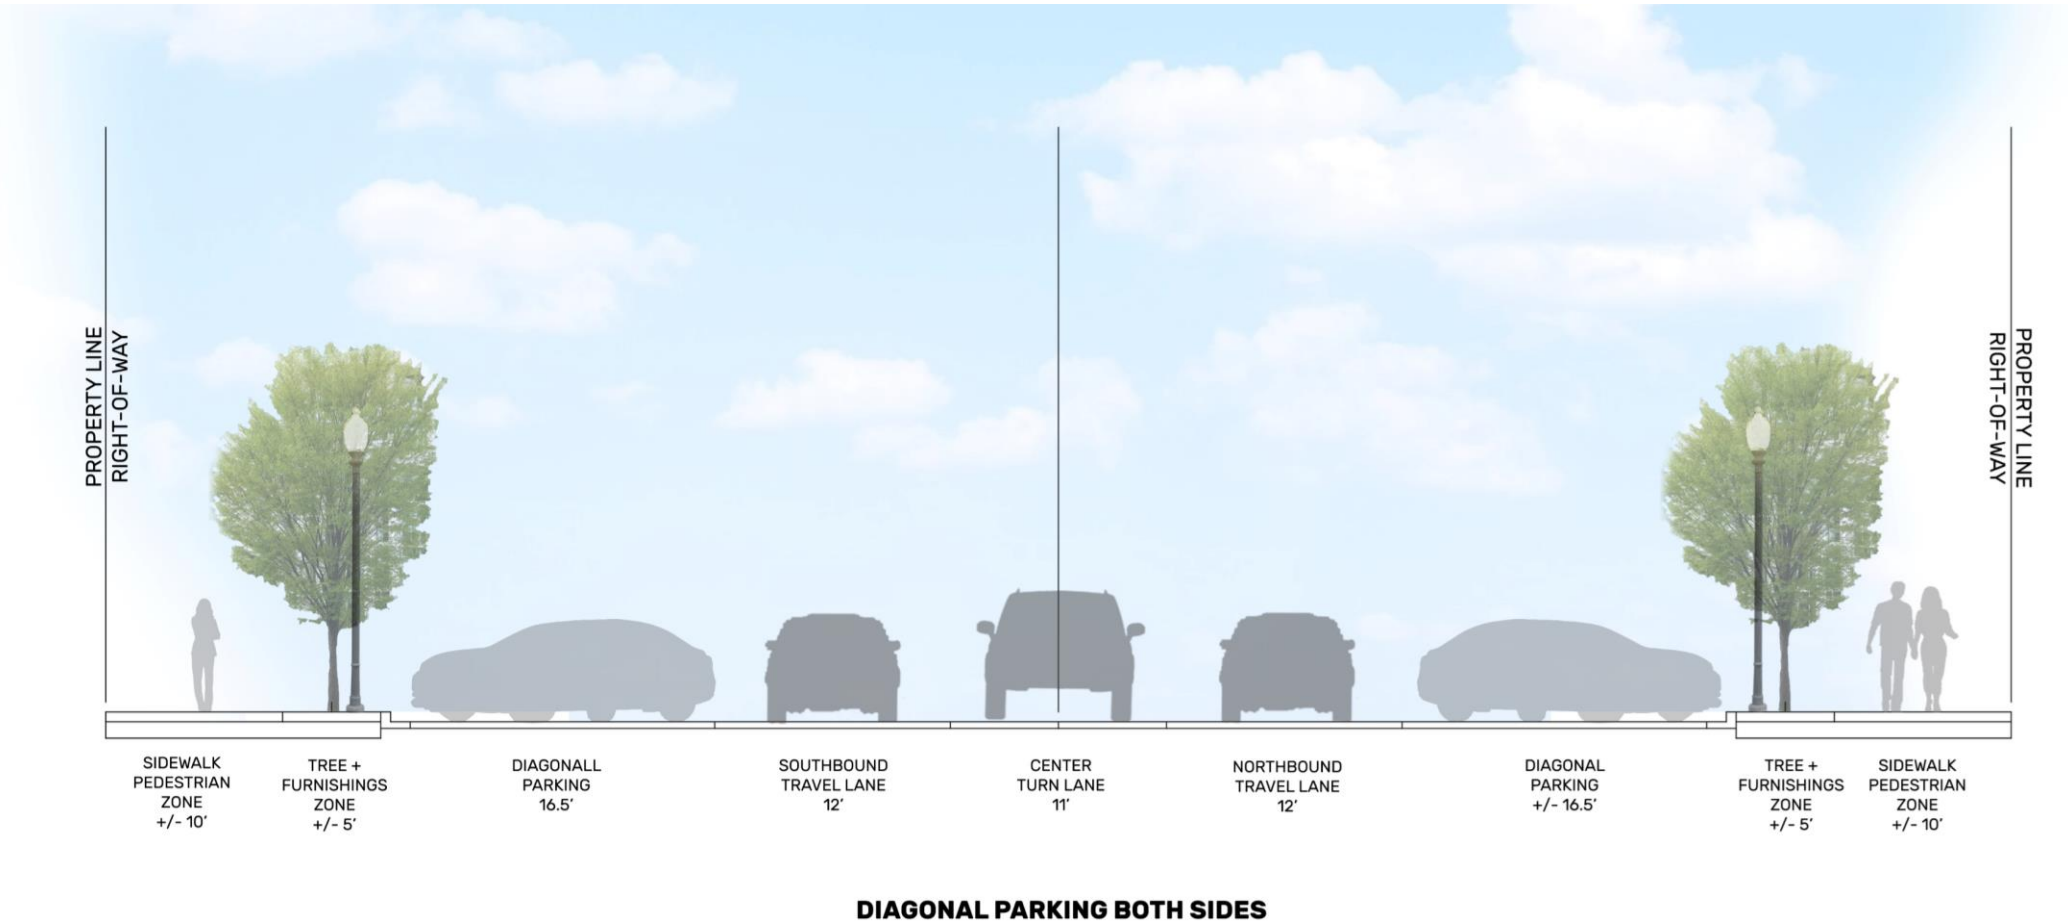 PROPERTY LINE
RIGHT-OF-WAY
PROPERTY LINE
RIGHT-OF-WAY
SIDEWALK
PEDESTRIAN
ZONE
+/- 10'
TREE +
FURNISHINGS
ZONE
+/- 5'
DIAGONALL
PARKING
16.5'
SOUTHBOUND
TRAVEL LANE
12'
CENTER
TURN LANE
11'
NORTHBOUND
TRAVEL LANE
12'
DIAGONAL
PARKING
+/- 16.5'
TREE +
FURNISHINGS
ZONE
+/- 5'
SIDEWALK
PEDESTRIAN
ZONE
+/- 10'
DIAGONAL PARKING BOTH SIDES